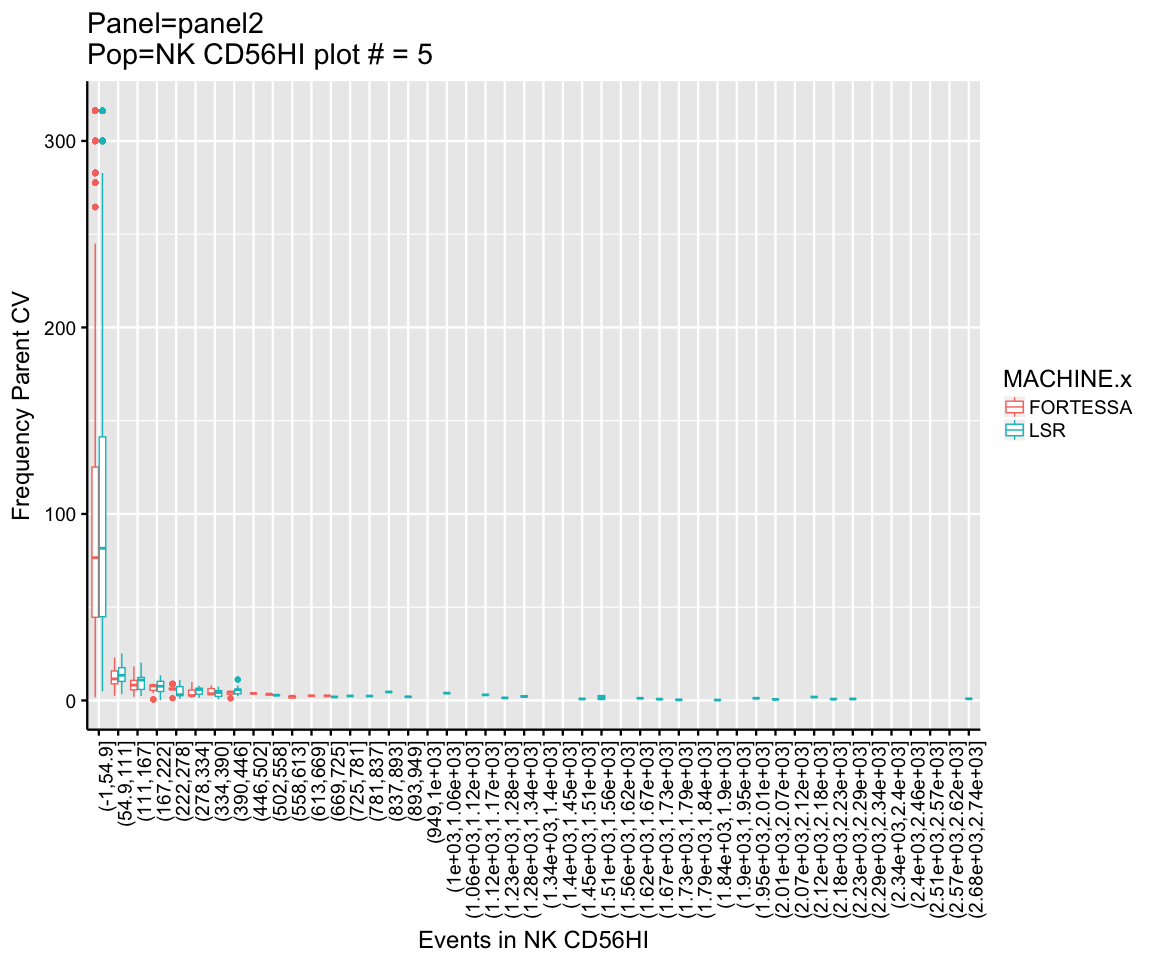 Panel=panel2
Pop=NK CD56HI plot # = 5
Frequency Parent CV
300
200
100
0
(-1,54.9]
(54.9,111]
(111,167]
(167,222]
(222,278]
(278,334]
(334,390]
(390,446]
(446,502]
(502,558]
(558,613]
(613,669]
(669,725]
(725,781]
(781,837]
(837,893]
(893,949]
(949,1e+03]
(1e+03,1.06e+03]
(1.06e+03,1.12e+03]
(1.12e+03,1.17e+03]
(1.23e+03,1.28e+03]
(1.28e+03,1.34e+03]
(1.34e+03,1.4e+03]
(1.4e+03,1.45e+03]
(1.45e+03,1.51e+03]
(1.51e+03,1.56e+03]
(1.56e+03,1.62e+03]
(1.62e+03,1.67e+03]
(1.67e+03,1.73e+03]
(1.73e+03,1.79e+03]
(1.79e+03,1.84e+03]
(1.84e+03,1.9e+03]
(1.9e+03,1.95e+03]
(1.95e+03,2.01e+03]
(2.01e+03,2.07e+03]
(2.07e+03,2.12e+03]
(2.12e+03,2.18e+03]
(2.18e+03,2.23e+03]
(2.23e+03,2.29e+03]
(2.29e+03,2.34e+03]
(2.34e+03,2.4e+03]
(2.4e+03,2.46e+03]
(2.51e+03,2.57e+03]
(2.57e+03,2.62e+03]
(2.68e+03,2.74e+03]
Events in NK CD56HI
MACHINE.x
FORTESSA
LSR